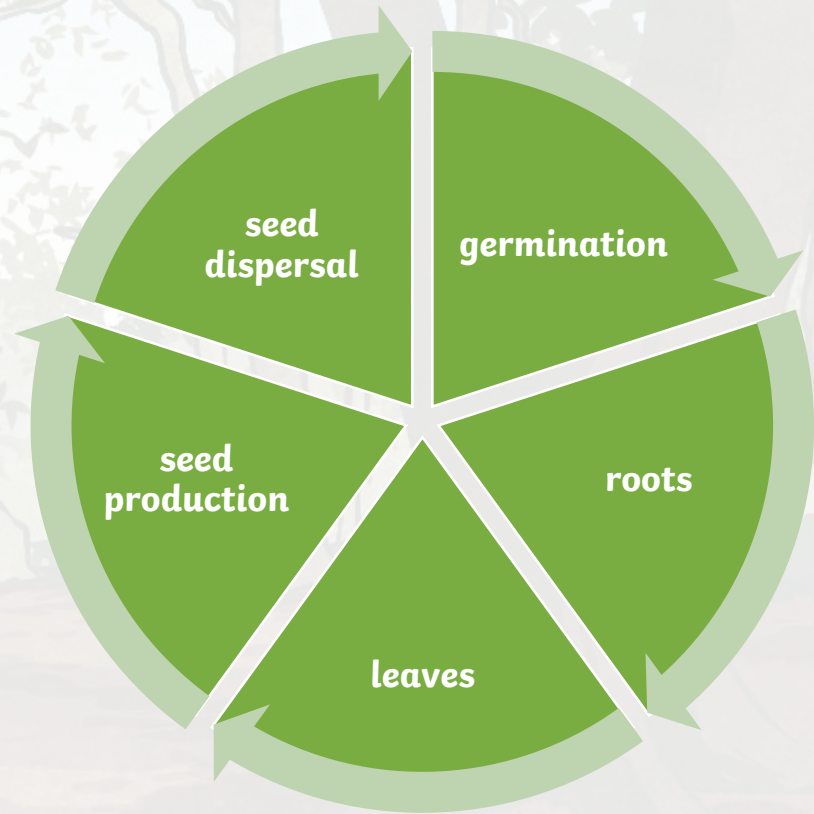 seed
dispersal
germination
roots
leaves
seed
production